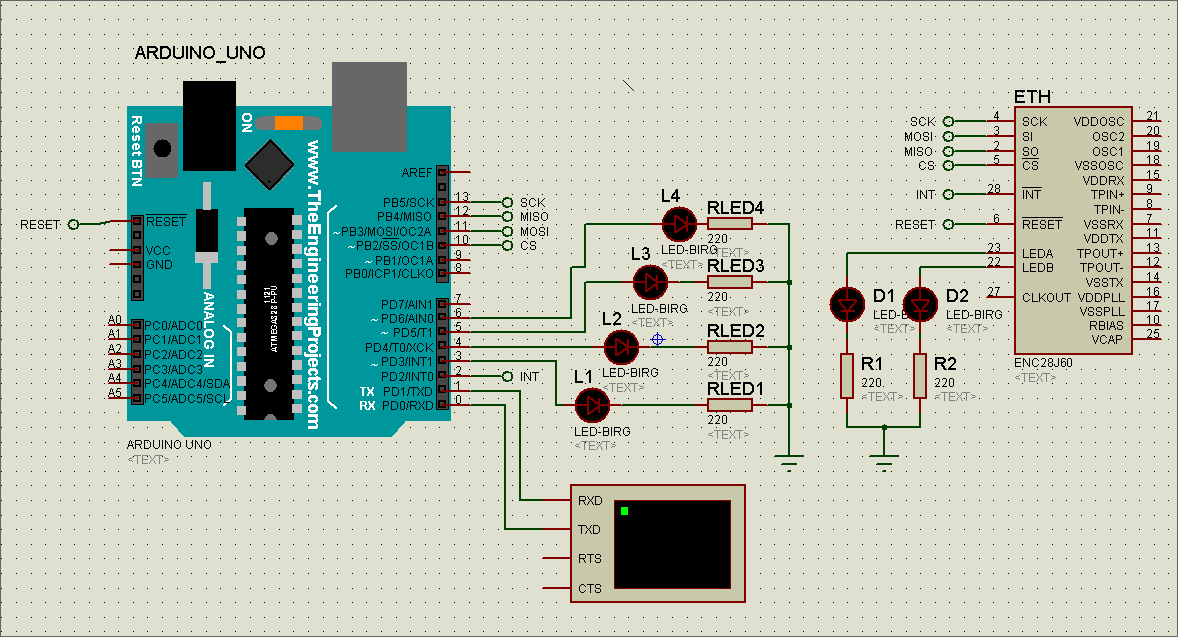 ARDUINO_UNO
Reset BTN
ON
www.TheEngineeringProjects.com
ANALOG IN
ATMEGA328P-PU
1121
RESET
RESET
VCC
GND
A0 PC0/ADC0
A1 PC1/ADC1
A2 PC2/ADC2
A3 PC3/ADC3
A4 PC4/ADC4/SDA
A5 PC5/ADC5/SCL
AREF
PB5/SCK 13 SCK
PB4/MISO 12 MISO
~PB3/MOSI/OC2A 11 MOSI
~PB2/SS/OC1B 10 CS
~PB1/OC1A 9
PB0/ICP1/CLKO 8
PD7/AIN1 7
~PD6/AIN0 6
~PD5/T1 5
PD4/T0/XCK 4
~PD3/INT1 3
PD2/INT0 2 INT
TX PD1/TXD 1
RX PD0/RXD 0
ARDUINO UNO
<TEXT>
L4
LED-BIRG
<TEXT>
RLED4
220
<TEXT>
L3
LED-BIRG
<TEXT>
RLED3
220
<TEXT>
L2
LED-BIRG
<TEXT>
RLED2
220
<TEXT>
L1
LED-BIRG
<TEXT>
RLED1
220
<TEXT>
RXD
TXD
RTS
CTS
D1
LED-B
<TEXT>
D2
LED-BIRG
<TEXT>
R1
220.
<TEXT>
R2
220
<TEXT>
ETH
SCK 4 SCK
MOSI 3 SI
MISO 2 SO
CS 5 CS
INT 28 INT
RESET 6 RESET
23 LEDA
22 LEDB
27 CLKOUT
VDDOSC 21
OSC2 20
OSC1 19
VSSOSC 18
VDDRX 15
TPIN+ 9
TPIN- 8
VSSRX 7
VDDTX 11
TPOUT+ 13
TPOUT- 12
VSSTX 14
VDDPLL 16
VSSPLL 17
RBIAS 10
VCAP 25
ENC28J60
<TEXT>